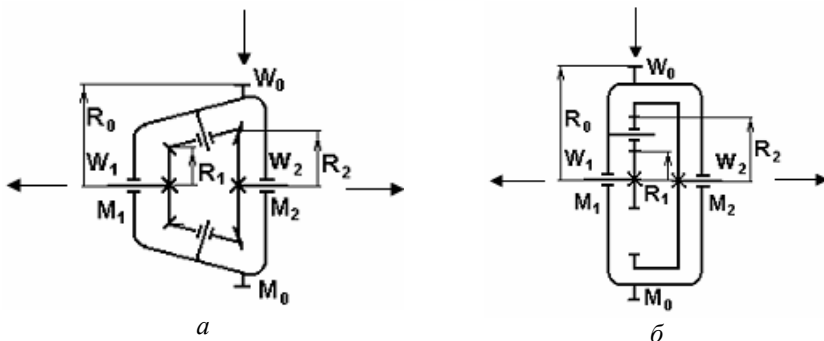 W₀
R₀
W₁
R₁
W₂
R₂
M₁
M₂
M₀
а
W₀
R₀
W₁
R₁
W₂
R₂
M₁
M₂
M₀
б